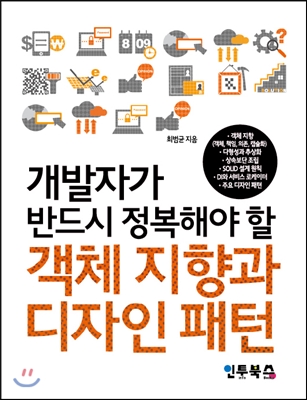 최범균 지음
• 객체 지향
(객체, 책임, 의존, 캡슐화)
• 다형성과 추상화
• 상속보단 조립
• SOLID 설계 원칙
• DI와 서비스 로케이터
• 주요 디자인 패턴
개발자가
반드시 정복해야 할
객체 지향과
디자인 패턴
인투북스